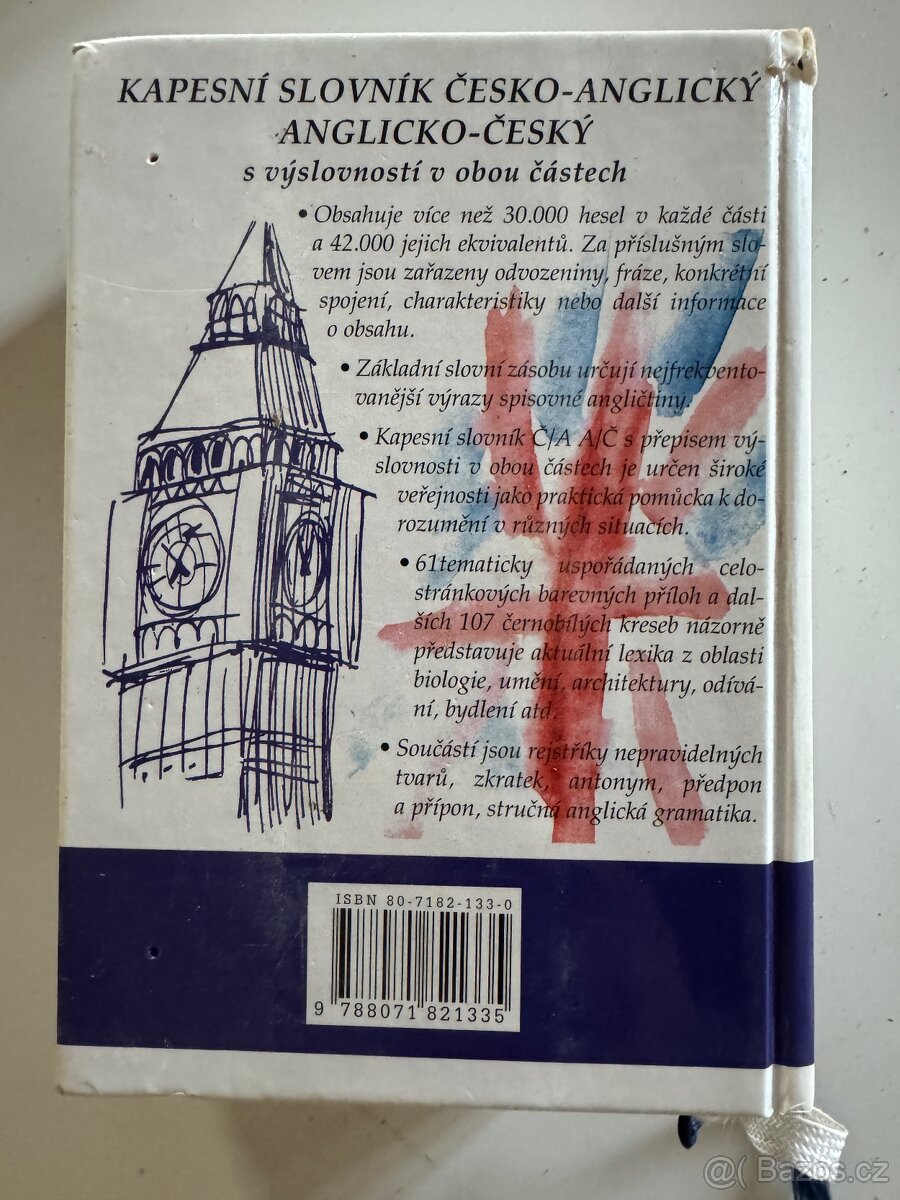 KAPESNÍ SLOVNÍK ČESKO-ANGLICKÝ
ANGLICKO-ČESKÝ
s výslovností v obou částech
• Obsahuje více než 30.000 hesel v každé části
a 42.000 jejich ekvivalentů. Za příslušným slo-
vem jsou zařazeny odvozeniny, fráze, konkrétní
spojení, charakteristiky nebo další informace
o obsahu.
• Základní slovní zásobu určují nejfrekvento-
vanější výrazy spisovné angličtiny.
• Kapesní slovník Č/A A/Č s přepisem vý-
slovnosti v obou částech je určen široké
veřejnosti jako praktická pomůcka k do-
rozumění v různých situacích.
• 61tematicky uspořádaných celo-
stránkových barevných příloh a dal-
ších 107 černobílých kreseb názorně
představuje aktuální lexika z oblasti
biologie, umění, architektury, odívá-
ní, bydlení atd.
• Součástí jsou rejstříky nepravidelných
tvarů, zkratek, antonym, předpon
a přípon, stručná anglická gramatika.
ISBN 80-7182-133-0
9 788071 821335
@( Bazos.cz